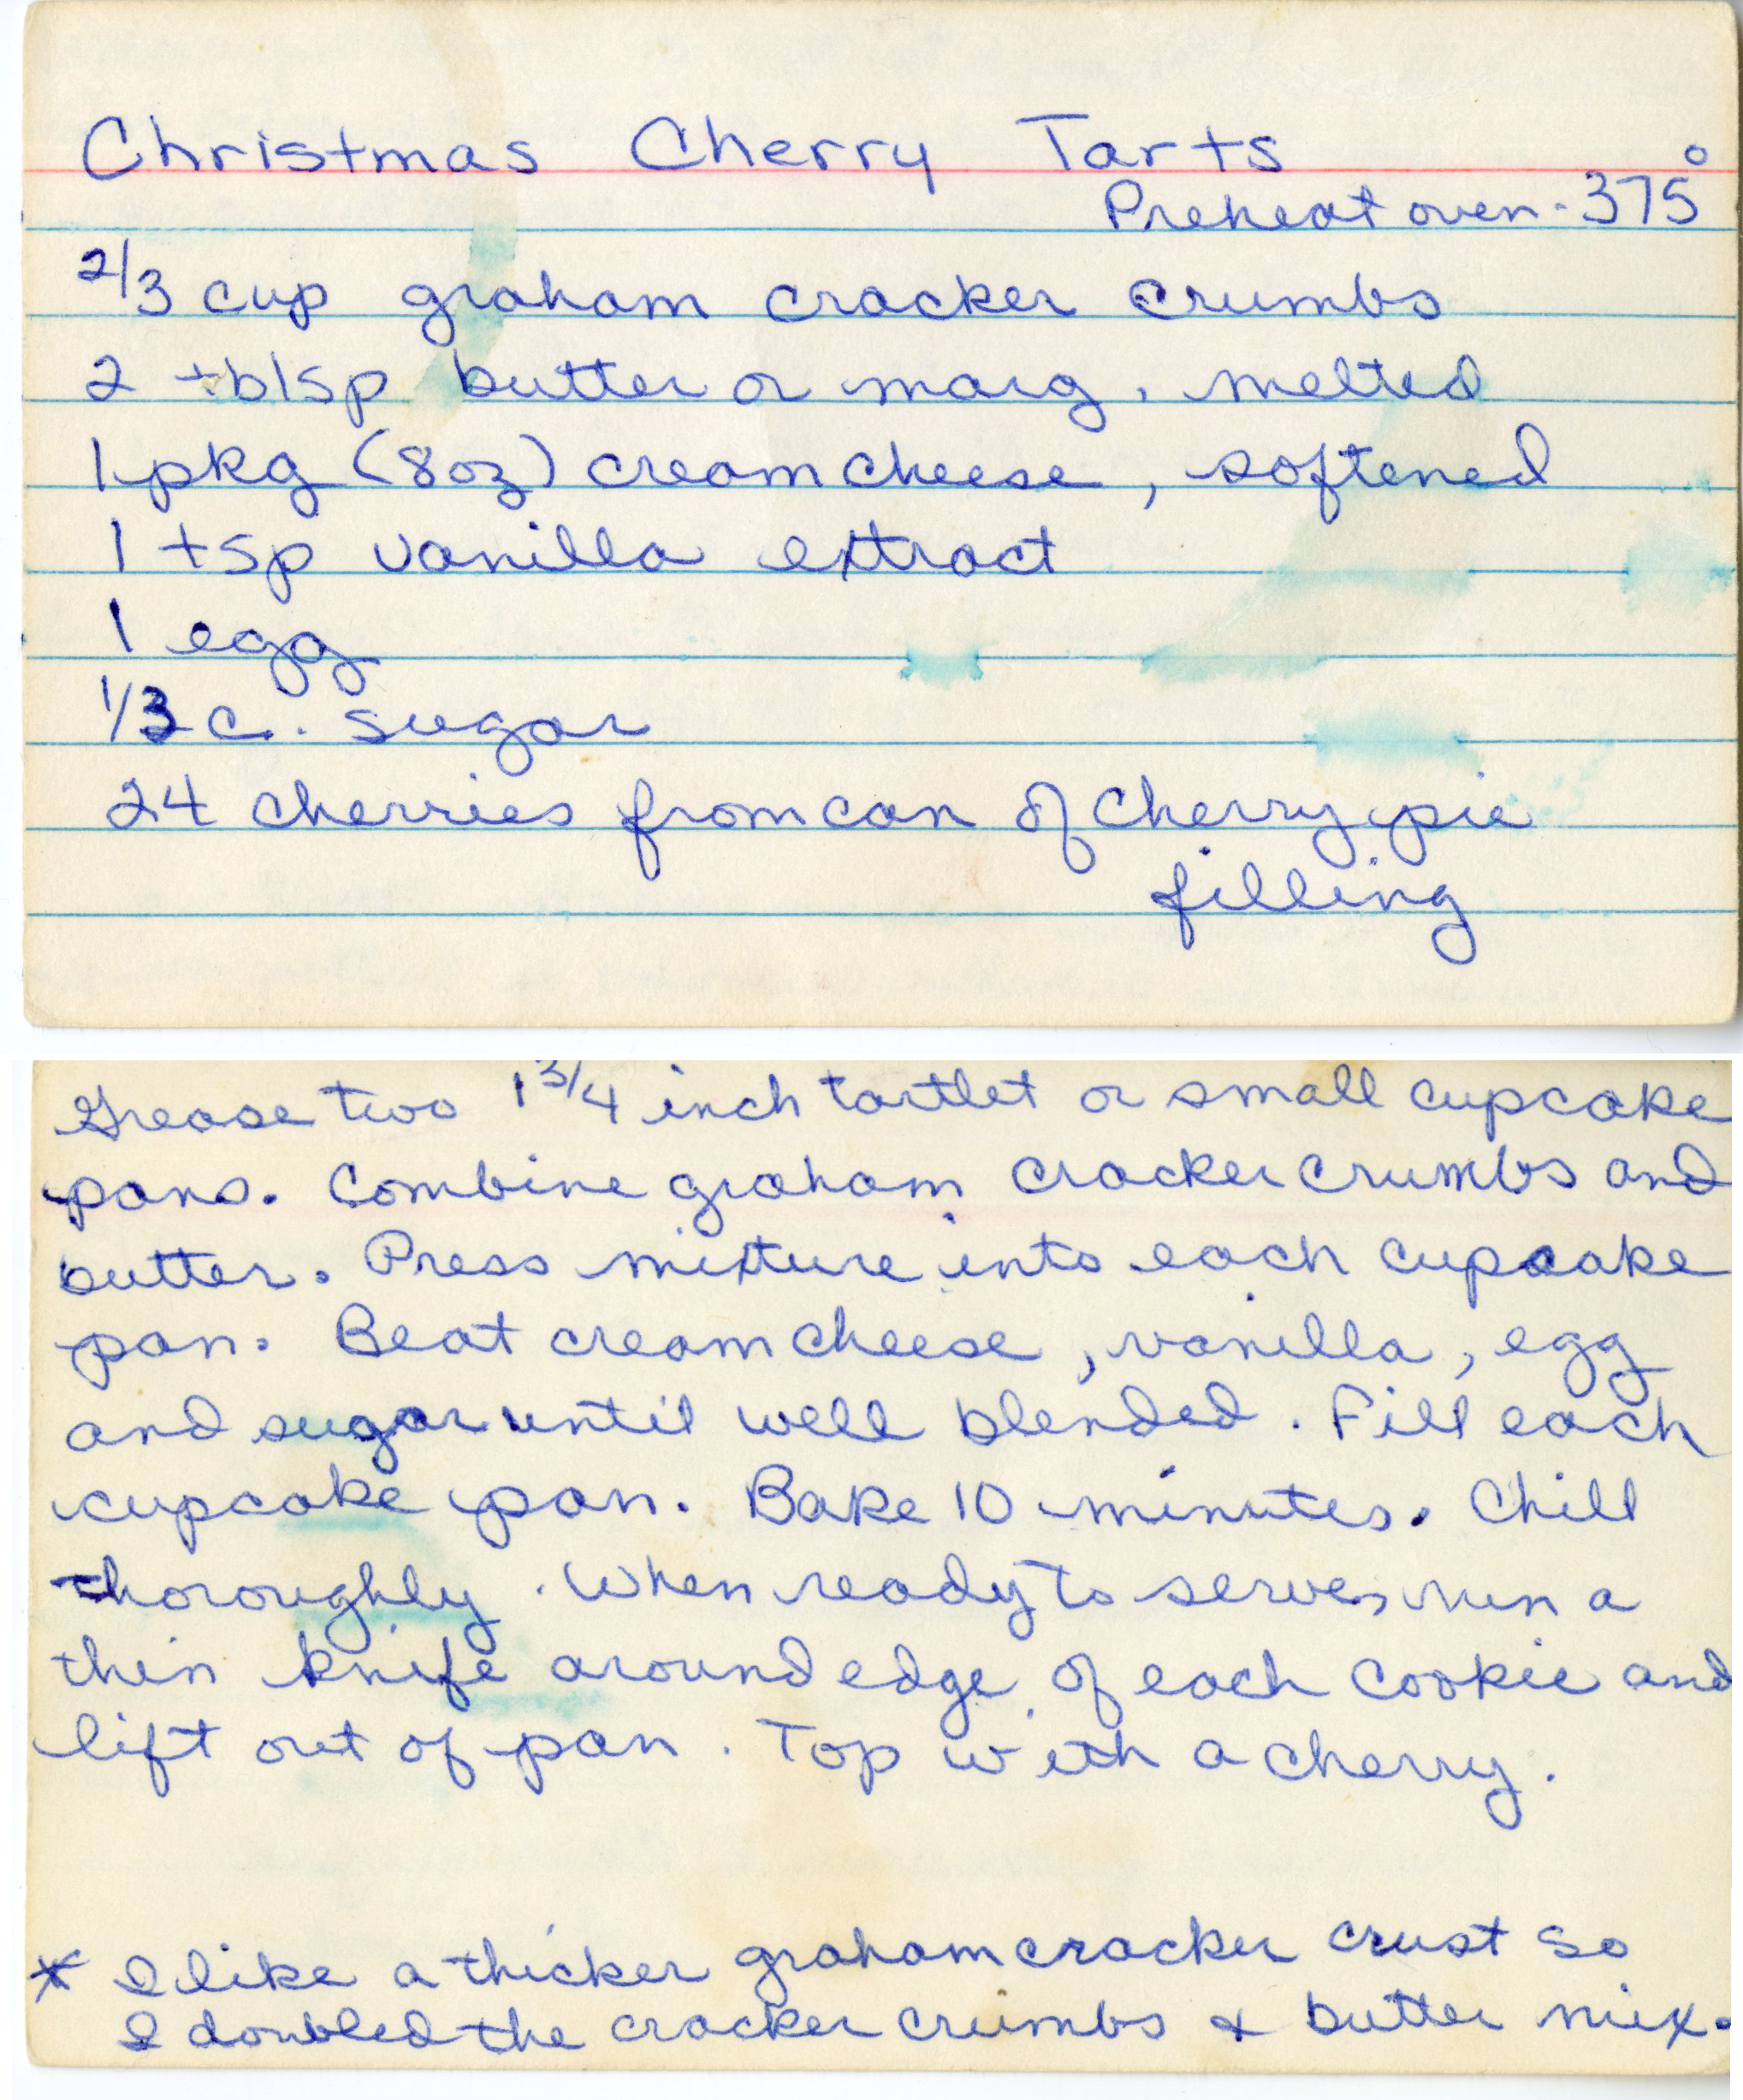 Christmas Cherry Tarts
Preheat oven - 375°
2/3 cup graham cracker crumbs
2 tblsp butter or marg, melted
1 pkg (8oz) cream cheese, softened
1 tsp vanilla extract
1 egg
1/3 c. sugar
24 cherries from can of cherry pie
filling
Grease two 1 3/4 inch tartlet or small cupcake
pans. Combine graham cracker crumbs and
butter. Press mixture into each cupcake
pan. Beat cream cheese, vanilla, egg
and sugar until well blended. Fill each
cupcake pan. Bake 10 minutes. Chill
thoroughly. When ready to serve, run a
thin knife around edge of each cookie and
lift out of pan. Top with a cherry.
* I like a thicker graham cracker crust so
I doubled the cracker crumbs & butter mix.